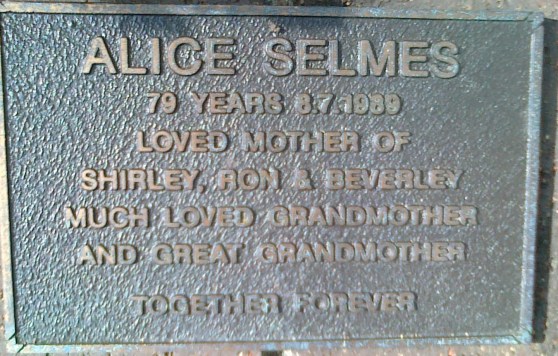 ALICE SELMES
79 YEARS 8.7.1989
LOVED MOTHER OF
SHIRLEY, RON & BEVERLEY
MUCH LOVED GRANDMOTHER
AND GREAT GRANDMOTHER
TOGETHER FOREVER